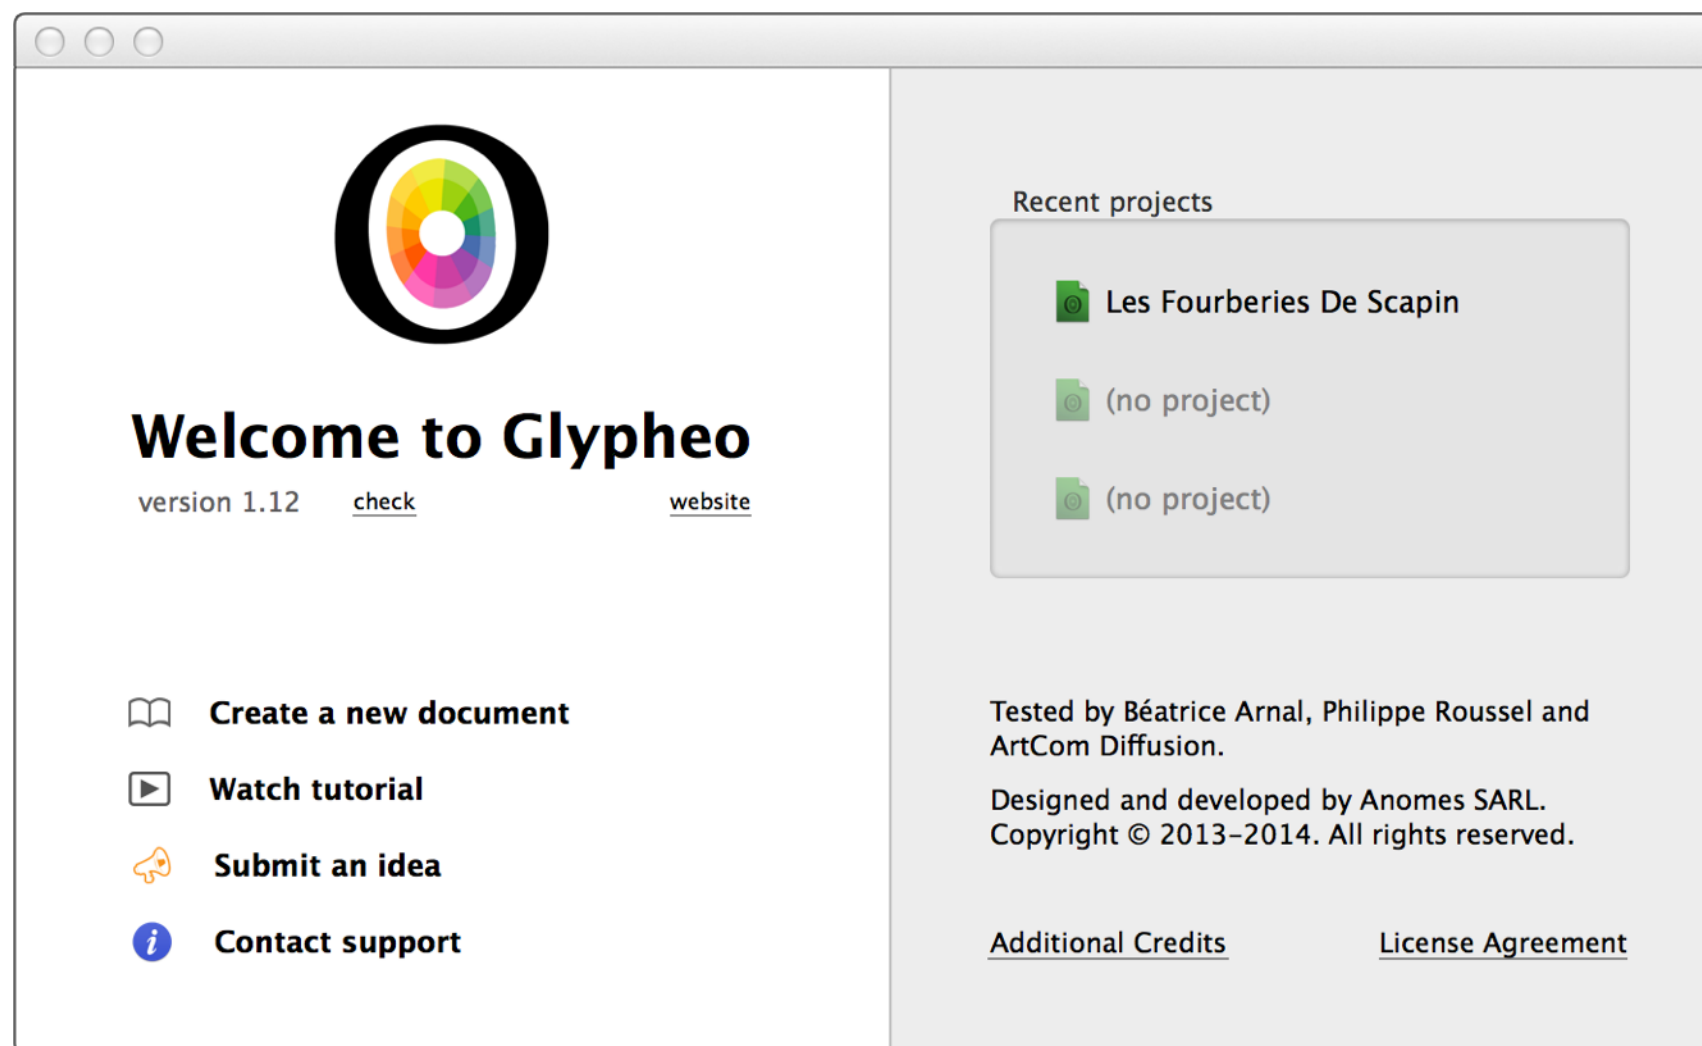 Welcome to Glypheo
version 1.12 check website
Create a new document
Watch tutorial
Submit an idea
Contact support
Recent projects
Les Fourberies De Scapin
(no project)
(no project)
Tested by Béatrice Arnal, Philippe Roussel and
ArtCom Diffusion.
Designed and developed by Anomes SARL.
Copyright © 2013-2014. All rights reserved.
Additional Credits License Agreement